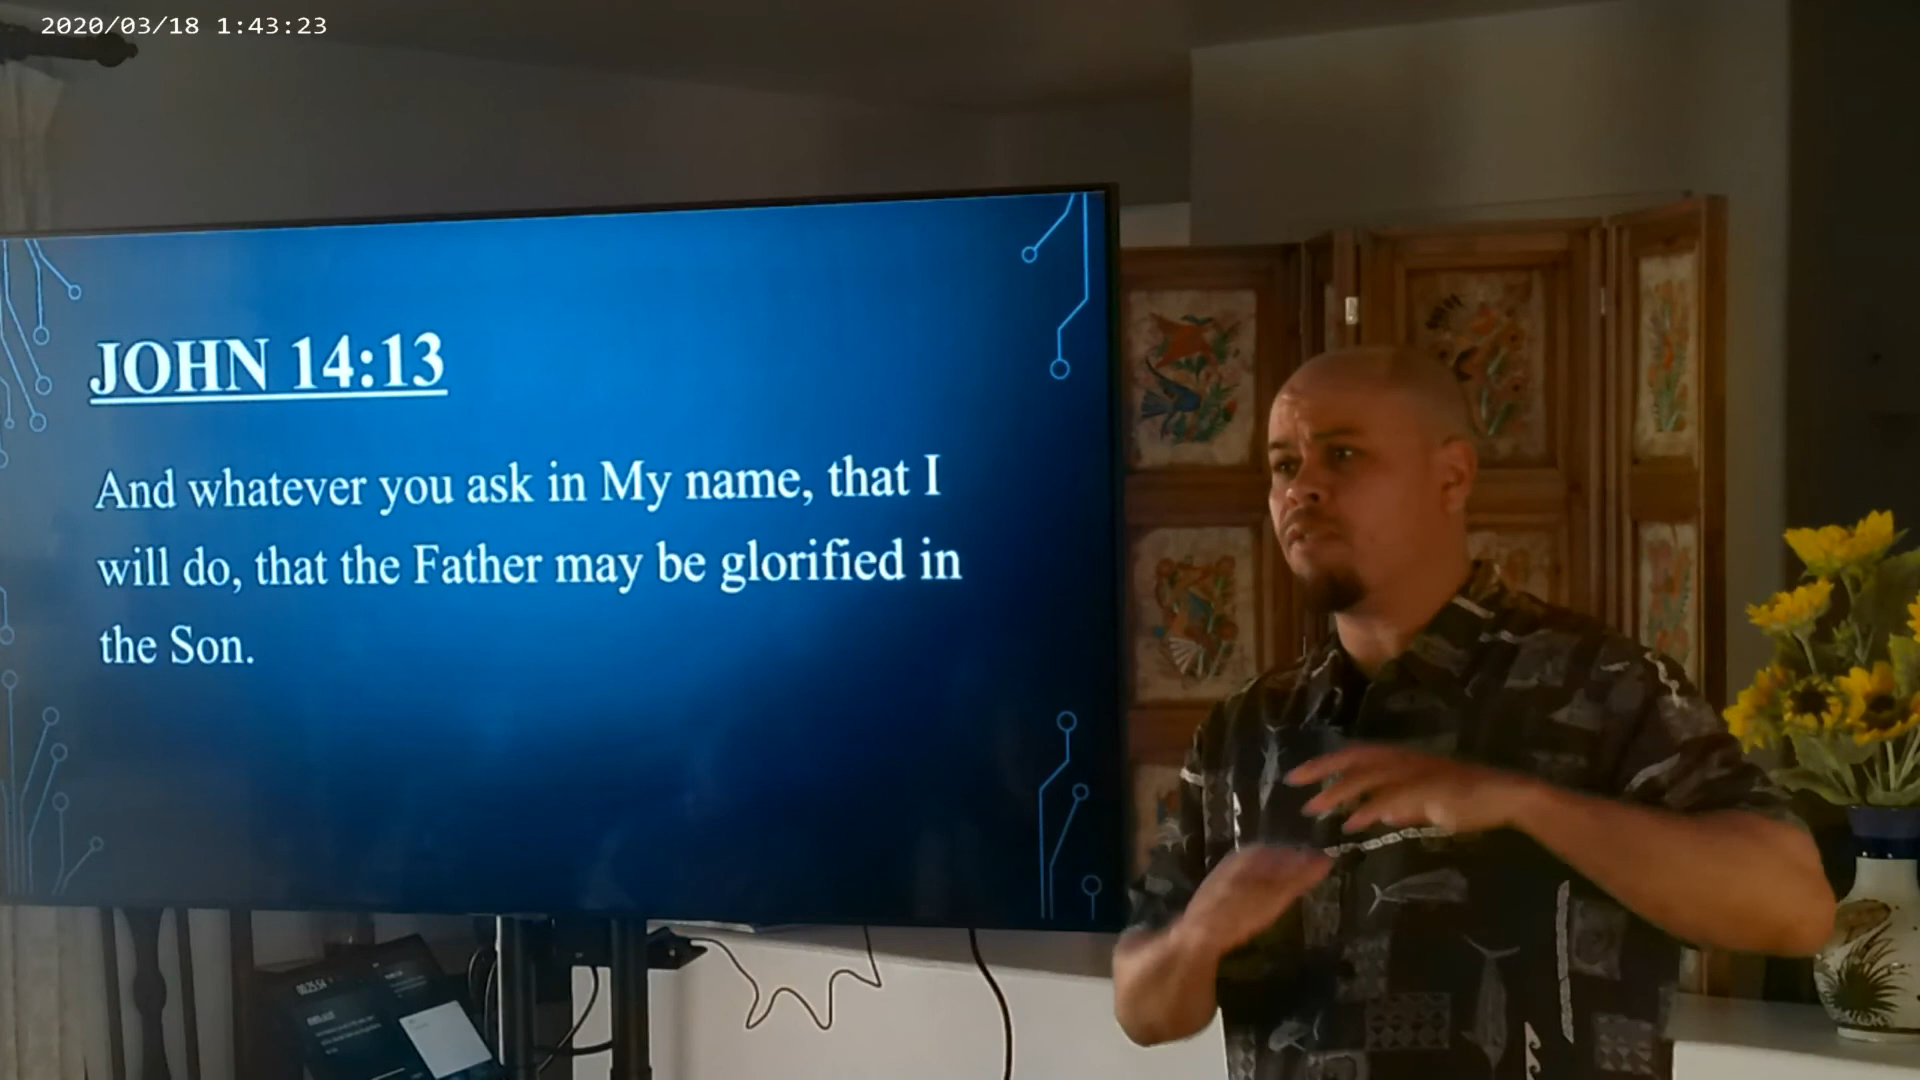 2020/03/18 1:43:23
JOHN 14:13
And whatever you ask in My name, that I
will do, that the Father may be glorified in
the Son.